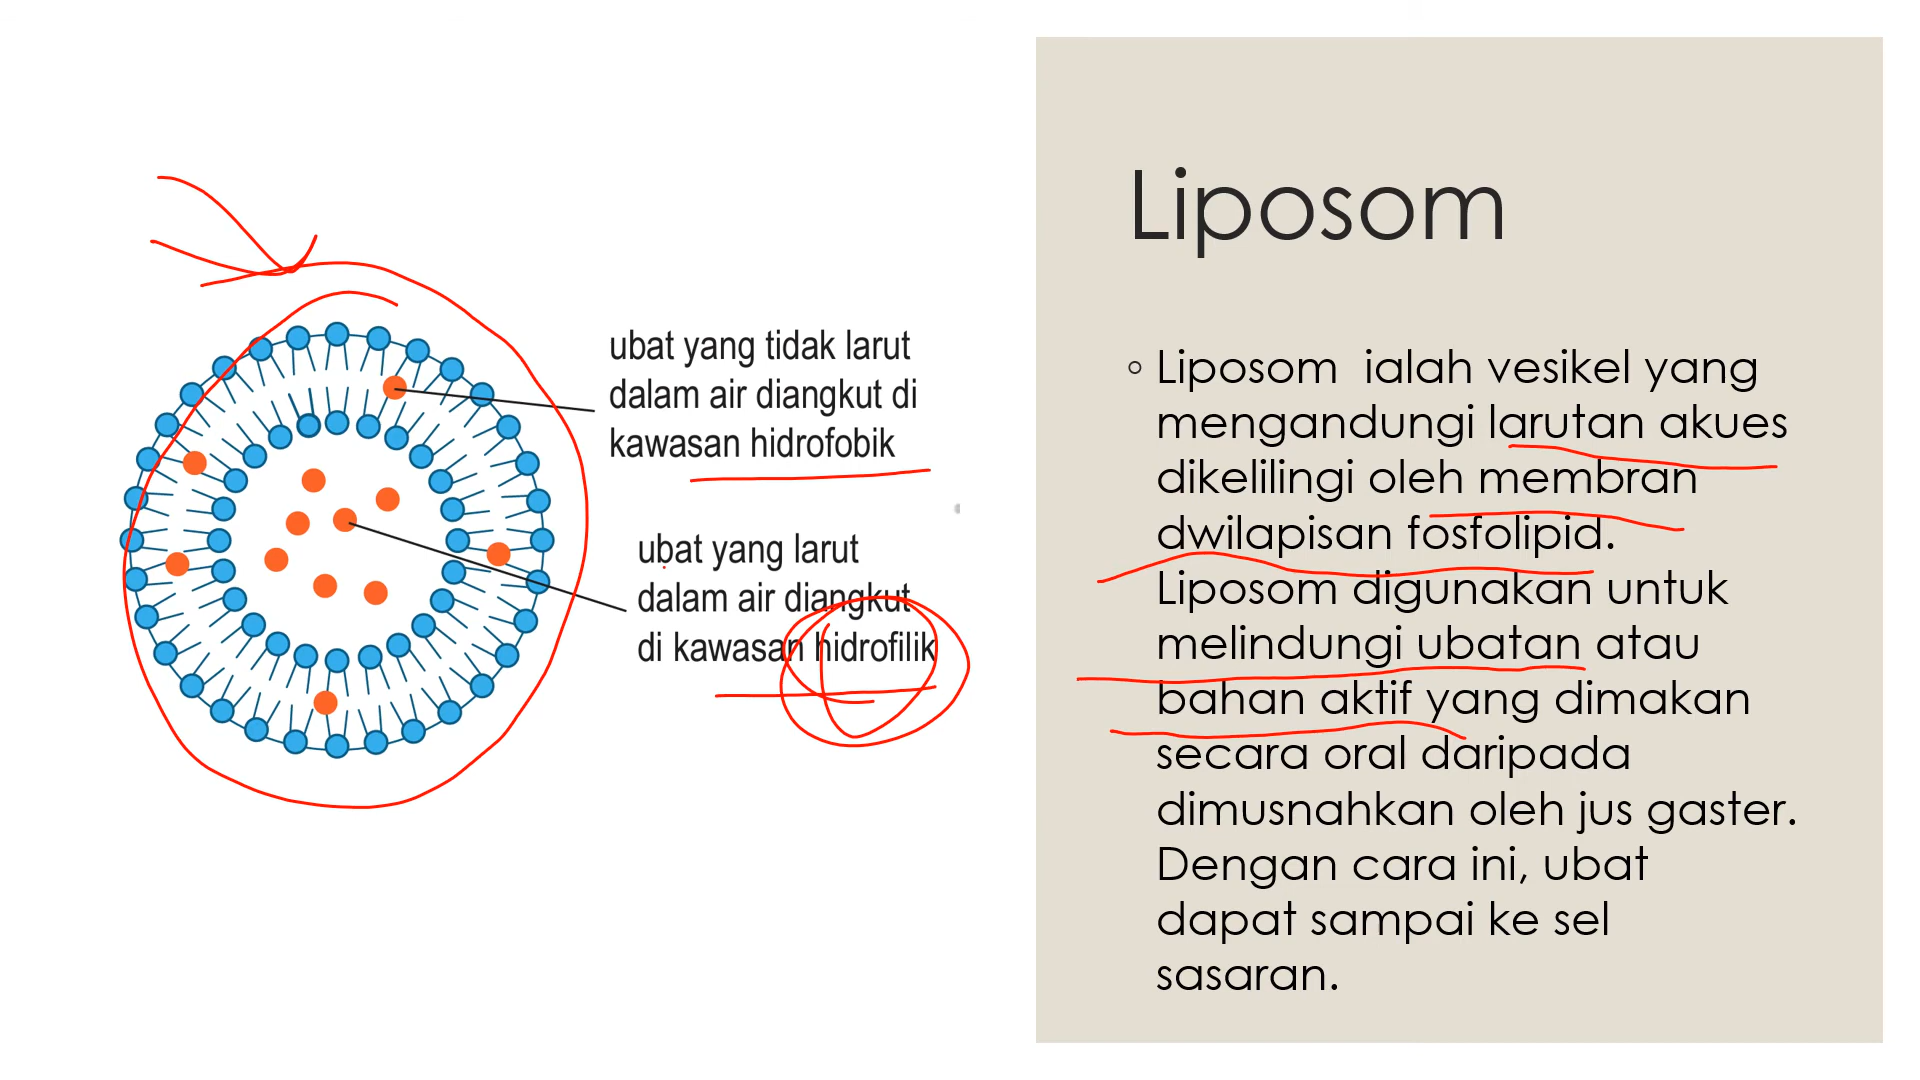 ubat yang tidak larut
dalam air diangkut di
kawasan hidrofobik
ubat yang larut
dalam air diangkut
di kawasan hidrofilik
Liposom
◦ Liposom ialah vesikel yang
mengandungi larutan akues
dikelilingi oleh membran
dwilapisan fosfolipid.
Liposom digunakan untuk
melindungi ubatan atau
bahan aktif yang dimakan
secara oral daripada
dimusnahkan oleh jus gaster.
Dengan cara ini, ubat
dapat sampai ke sel
sasaran.